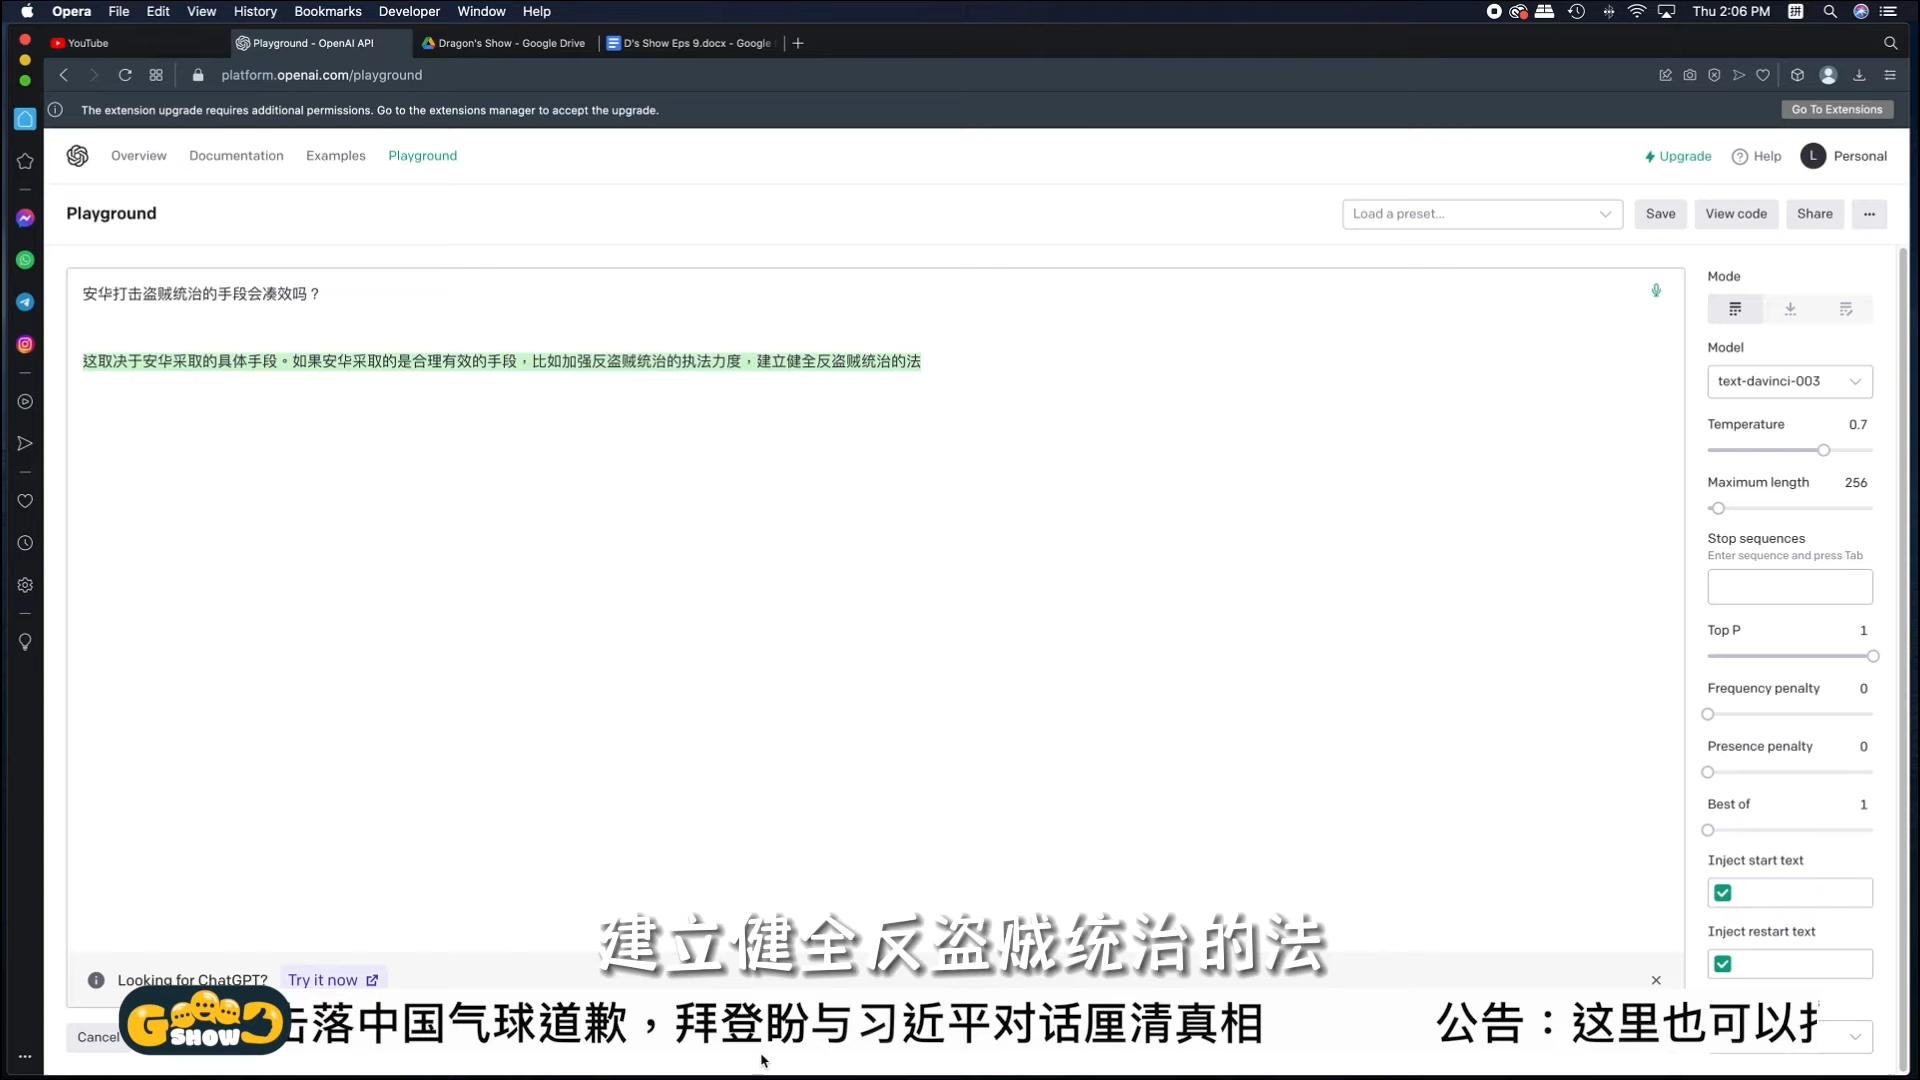 Opera File Edit View History Bookmarks Developer Window Help Thu 2:06 PM 拼
YouTube Playground - OpenAI API Dragon's Show - Google Drive D's Show Eps 9.docx - Google
platform.openai.com/playground
The extension upgrade requires additional permissions. Go to the extensions manager to accept the upgrade. Go To Extensions
Overview Documentation Examples Playground Upgrade Help L Personal
Playground Load a preset... Save View code Share
安华打击盗贼统治的手段会凑效吗？
这取决于安华采取的具体手段。如果安华采取的是合理有效的手段，比如加强反盗贼统治的执法力度，建立健全反盗贼统治的法
Mode
Model
text-davinci-003
Temperature 0.7
Maximum length 256
Stop sequences
Enter sequence and press Tab
Top P 1
Frequency penalty 0
Presence penalty 0
Best of 1
Inject start text
Inject restart text
建立健全反盗贼统治的法
Looking for ChatGPT? Try it now
GOOD SHOW
击落中国气球道歉，拜登盼与习近平对话厘清真相 公告：这里也可以
Cancel